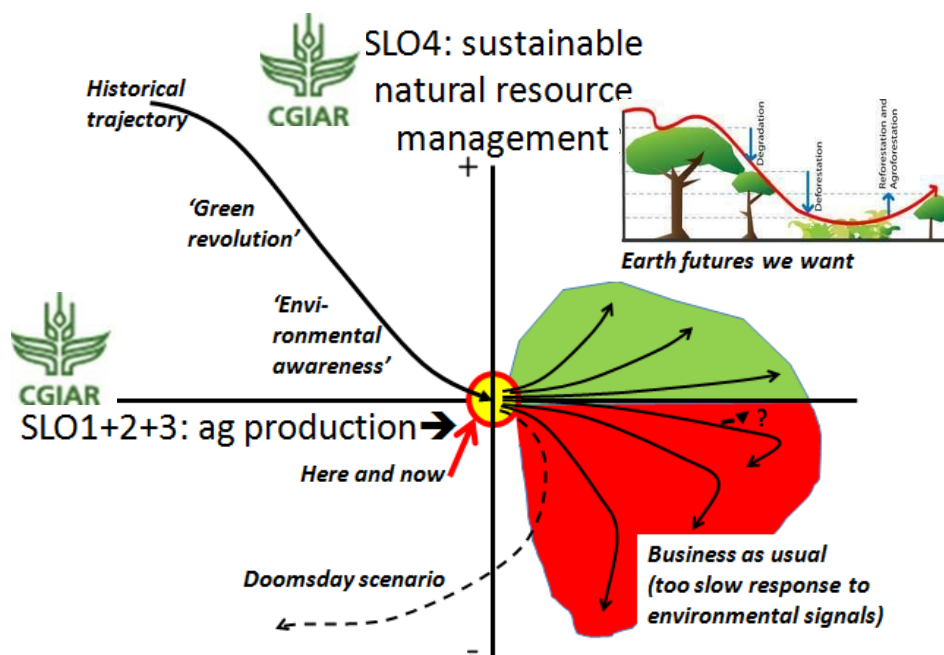 SLO4: sustainable
natural resource
management
CGIAR
Historical
trajectory
+
Degradation
Deforestation
Reforestation and
Agroforestation
Earth futures we want
‘Green
revolution’
‘Envi-
ronmental
awareness’
CGIAR
SLO1+2+3: ag production
?
Here and now
Doomsday scenario
Business as usual
(too slow response to
environmental signals)
-